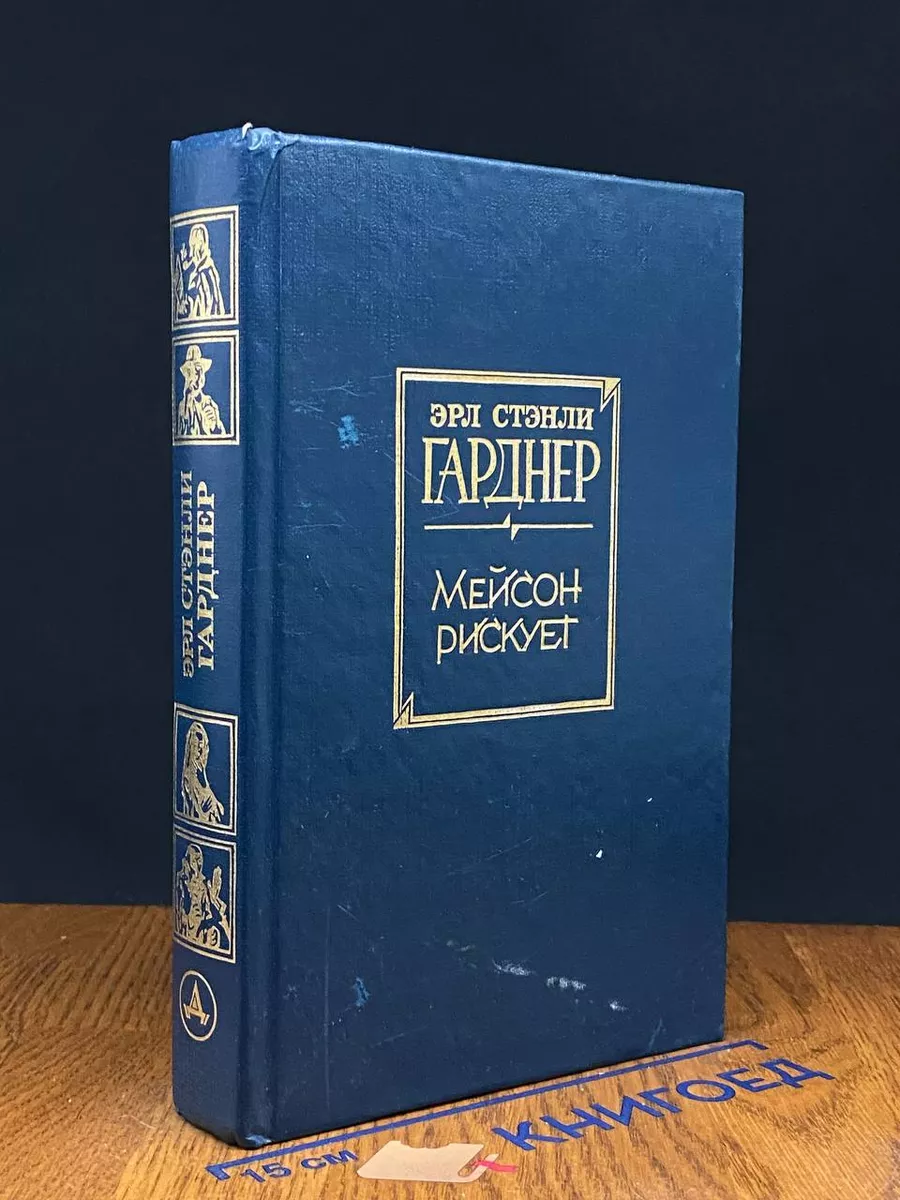 ЭРЛ СТЭНЛИ
ГАРДНЕР
МЕЙСОН
РИСКУЕТ
ЭРЛ СТЭНЛИ
ГАРДНЕР
Д
15 см
КНИГОЕД